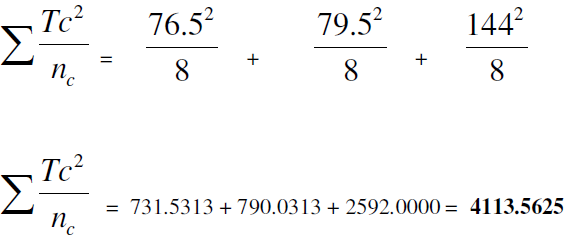 ∑ Tc²/n_c = 76.5²/8 + 79.5²/8 + 144²/8
∑ Tc²/n_c = 731.5313 + 790.0313 + 2592.0000 = 4113.5625